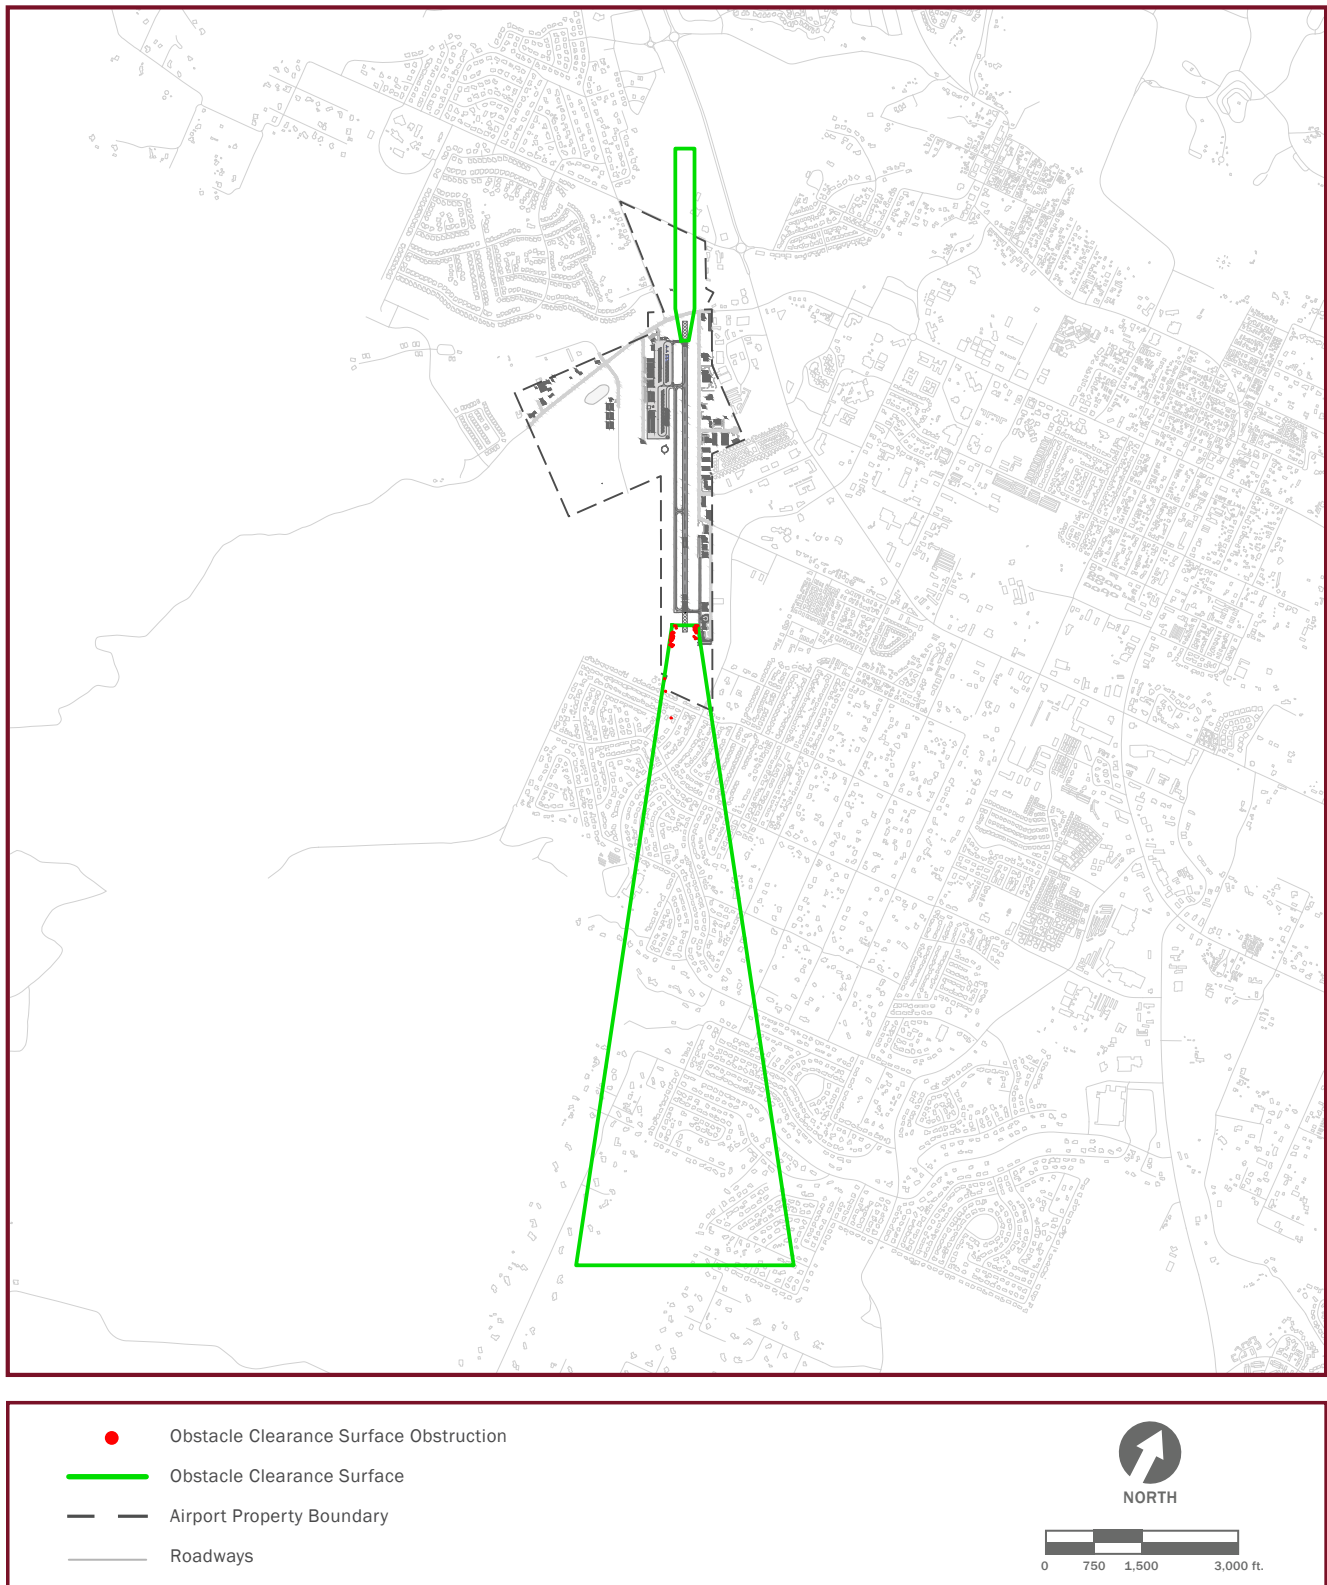 Obstacle Clearance Surface Obstruction
Obstacle Clearance Surface
Airport Property Boundary
Roadways
NORTH
0 750 1,500 3,000 ft.